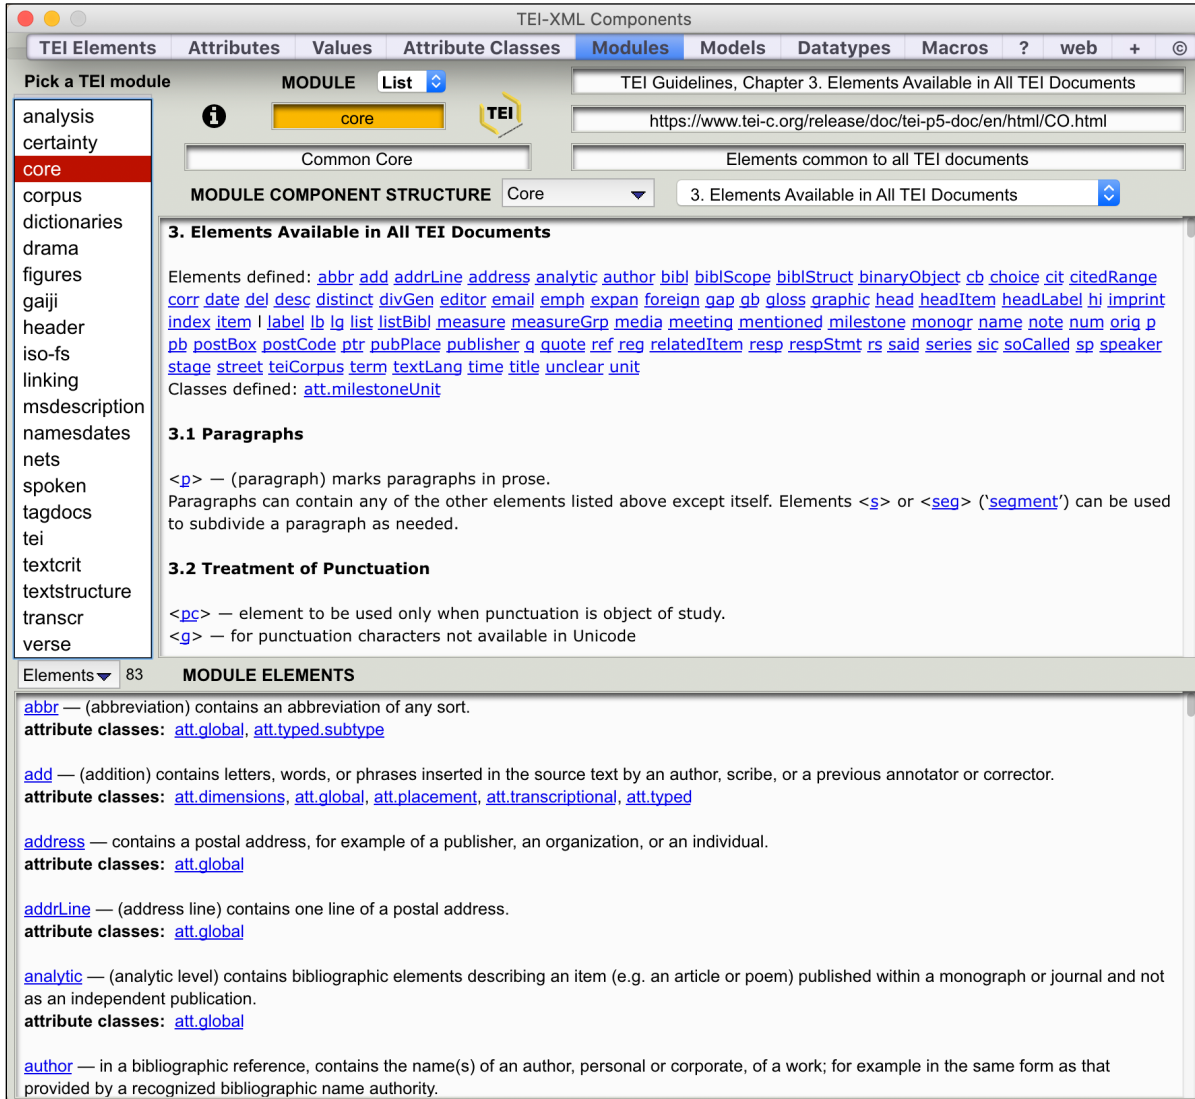 TEI-XML Components
TEI Elements Attributes Values Attribute Classes Modules Models Datatypes Macros ? web + ©
Pick a TEI module
analysis
certainty
core
corpus
dictionaries
drama
figures
gaiji
header
iso-fs
linking
msdescription
namesdates
nets
spoken
tagdocs
tei
textcrit
textstructure
transcr
verse
MODULE List
i core TEI
Common Core
TEI Guidelines, Chapter 3. Elements Available in All TEI Documents
https://www.tei-c.org/release/doc/tei-p5-doc/en/html/CO.html
Elements common to all TEI documents
MODULE COMPONENT STRUCTURE Core 3. Elements Available in All TEI Documents
3. Elements Available in All TEI Documents
Elements defined: abbr add addrLine address analytic author bibl biblScope biblStruct binaryObject cb choice cit citedRange
corr date del desc distinct divGen editor email emph expan foreign gap gb gloss graphic head headItem headLabel hi imprint
index item l label lb lg list listBibl measure measureGrp media meeting mentioned milestone monogr name note num orig p
pb postBox postCode ptr pubPlace publisher q quote ref reg relatedItem resp respStmt rs said series sic soCalled sp speaker
stage street teiCorpus term textLang time title unclear unit
Classes defined: att.milestoneUnit
3.1 Paragraphs
<p> — (paragraph) marks paragraphs in prose.
Paragraphs can contain any of the other elements listed above except itself. Elements <s> or <seg> (‘segment’) can be used
to subdivide a paragraph as needed.
3.2 Treatment of Punctuation
<pc> — element to be used only when punctuation is object of study.
<g> — for punctuation characters not available in Unicode
Elements 83 MODULE ELEMENTS
abbr — (abbreviation) contains an abbreviation of any sort.
attribute classes: att.global, att.typed.subtype
add — (addition) contains letters, words, or phrases inserted in the source text by an author, scribe, or a previous annotator or corrector.
attribute classes: att.dimensions, att.global, att.placement, att.transcriptional, att.typed
address — contains a postal address, for example of a publisher, an organization, or an individual.
attribute classes: att.global
addrLine — (address line) contains one line of a postal address.
attribute classes: att.global
analytic — (analytic level) contains bibliographic elements describing an item (e.g. an article or poem) published within a monograph or journal and not
as an independent publication.
attribute classes: att.global
author — in a bibliographic reference, contains the name(s) of an author, personal or corporate, of a work; for example in the same form as that
provided by a recognized bibliographic name authority.